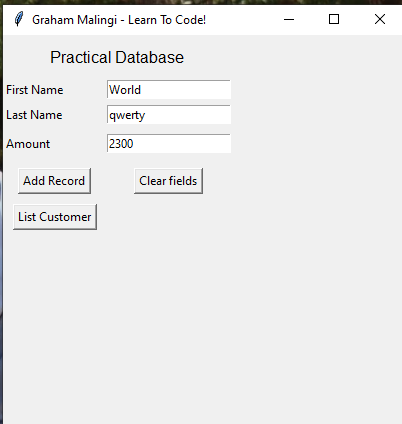 Graham Malingi - Learn To Code!
Practical Database
First Name World
Last Name qwerty
Amount 2300
Add Record Clear fields
List Customer